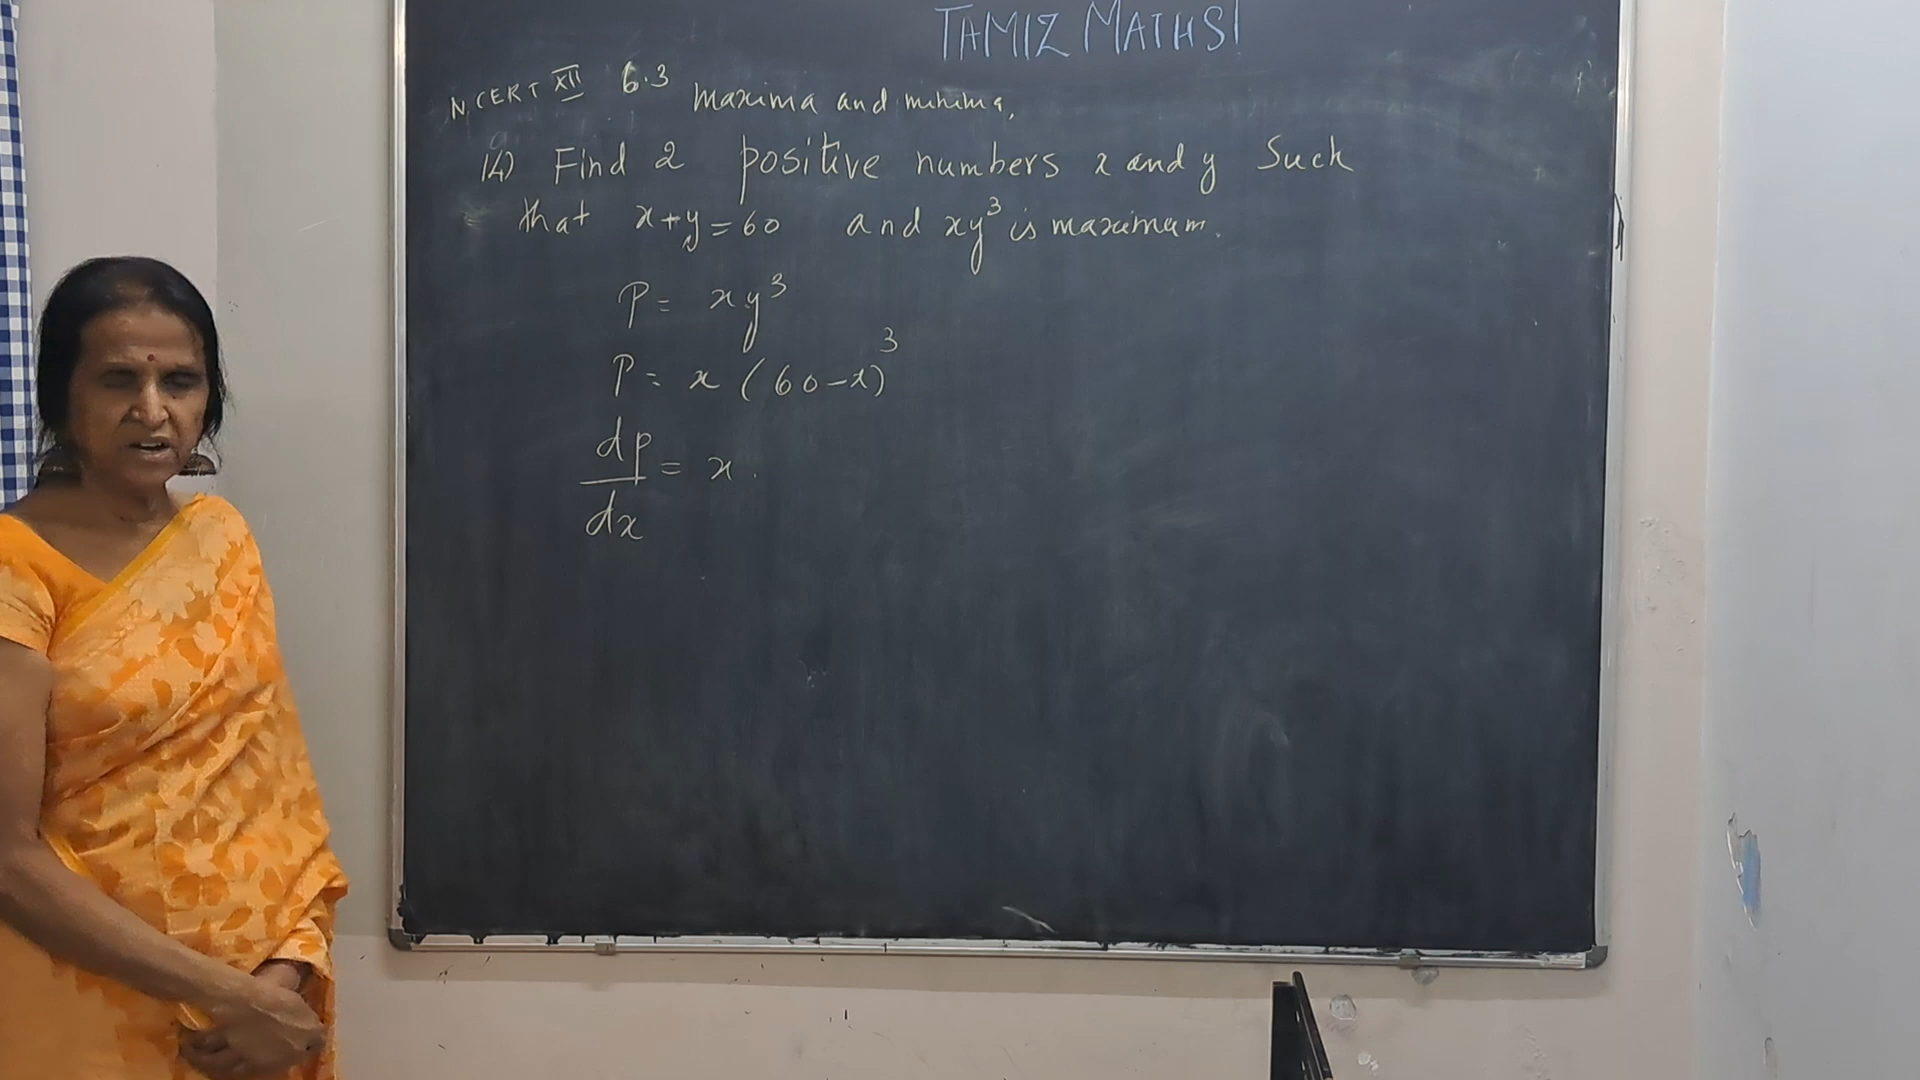 TAMIZ MATHS
NCERT XII 6.3 Maxima and minima,
14) Find 2 positive numbers x and y Such
that x+y=60 and xy³ is maximum.
P= xy³
P= x (60-x)³
dp/dx = x.